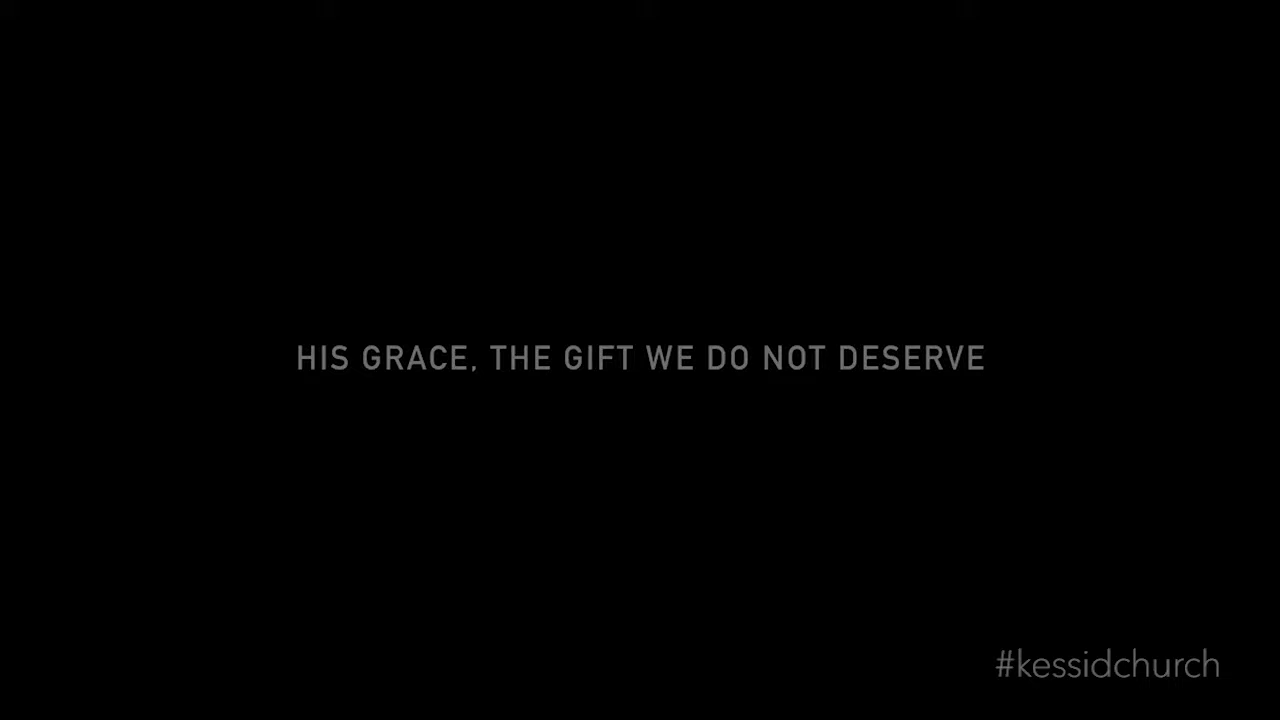 HIS GRACE, THE GIFT WE DO NOT DESERVE
#kessidchurch